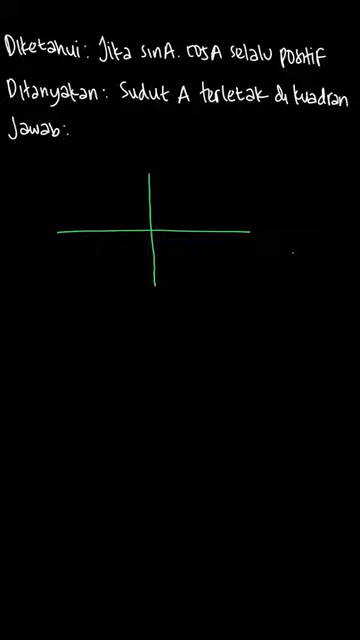 Diketahui: Jika sinA. cosA selalu positif
Ditanyakan: Sudut A terletak di kuadran
Jawab: